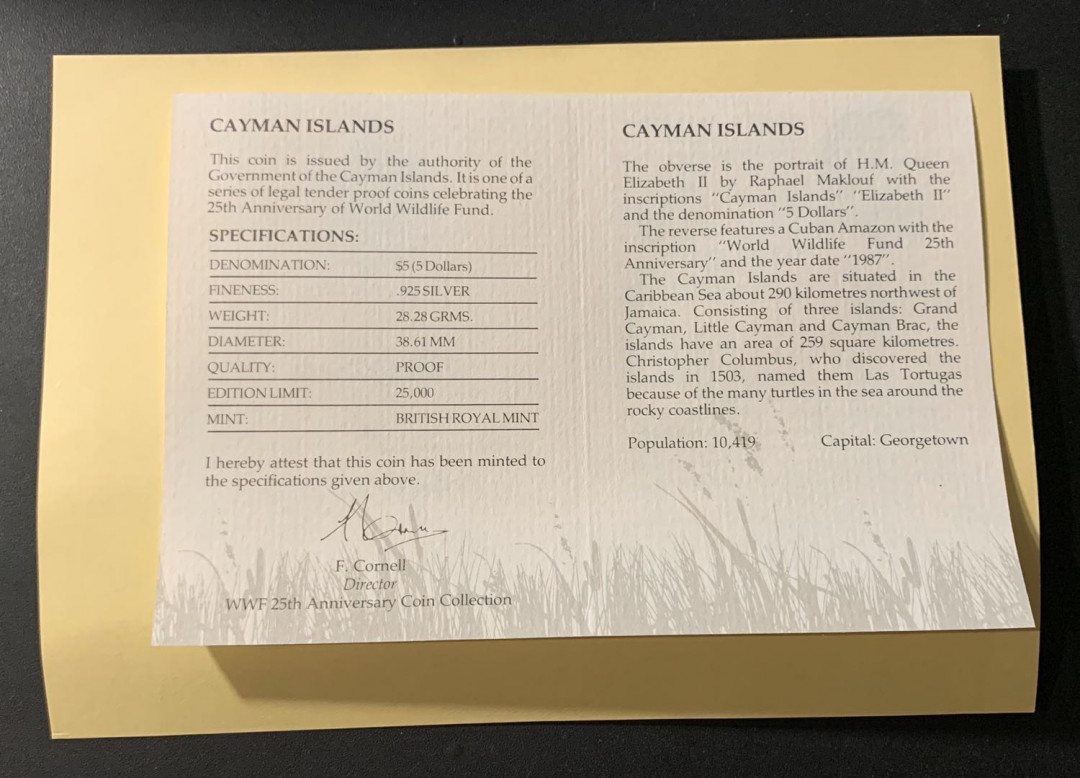 CAYMAN ISLANDS
This coin is issued by the authority of the
Government of the Cayman Islands. It is one of a
series of legal tender proof coins celebrating the
25th Anniversary of World Wildlife Fund.
SPECIFICATIONS:
DENOMINATION: $5 (5 Dollars)
FINENESS: .925 SILVER
WEIGHT: 28.28 GRMS.
DIAMETER: 38.61 MM
QUALITY: PROOF
EDITION LIMIT: 25,000
MINT: BRITISH ROYAL MINT
I hereby attest that this coin has been minted to
the specifications given above.
F. Cornell
Director
WWF 25th Anniversary Coin Collection
CAYMAN ISLANDS
The obverse is the portrait of H.M. Queen
Elizabeth II by Raphael Maklouf with the
inscriptions "Cayman Islands" "Elizabeth II"
and the denomination "5 Dollars".
The reverse features a Cuban Amazon with the
inscription "World Wildlife Fund 25th
Anniversary" and the year date "1987".
The Cayman Islands are situated in the
Caribbean Sea about 290 kilometres northwest of
Jamaica. Consisting of three islands: Grand
Cayman, Little Cayman and Cayman Brac, the
islands have an area of 259 square kilometres.
Christopher Columbus, who discovered the
islands in 1503, named them Las Tortugas
because of the many turtles in the sea around the
rocky coastlines.
Population: 10,419 Capital: Georgetown